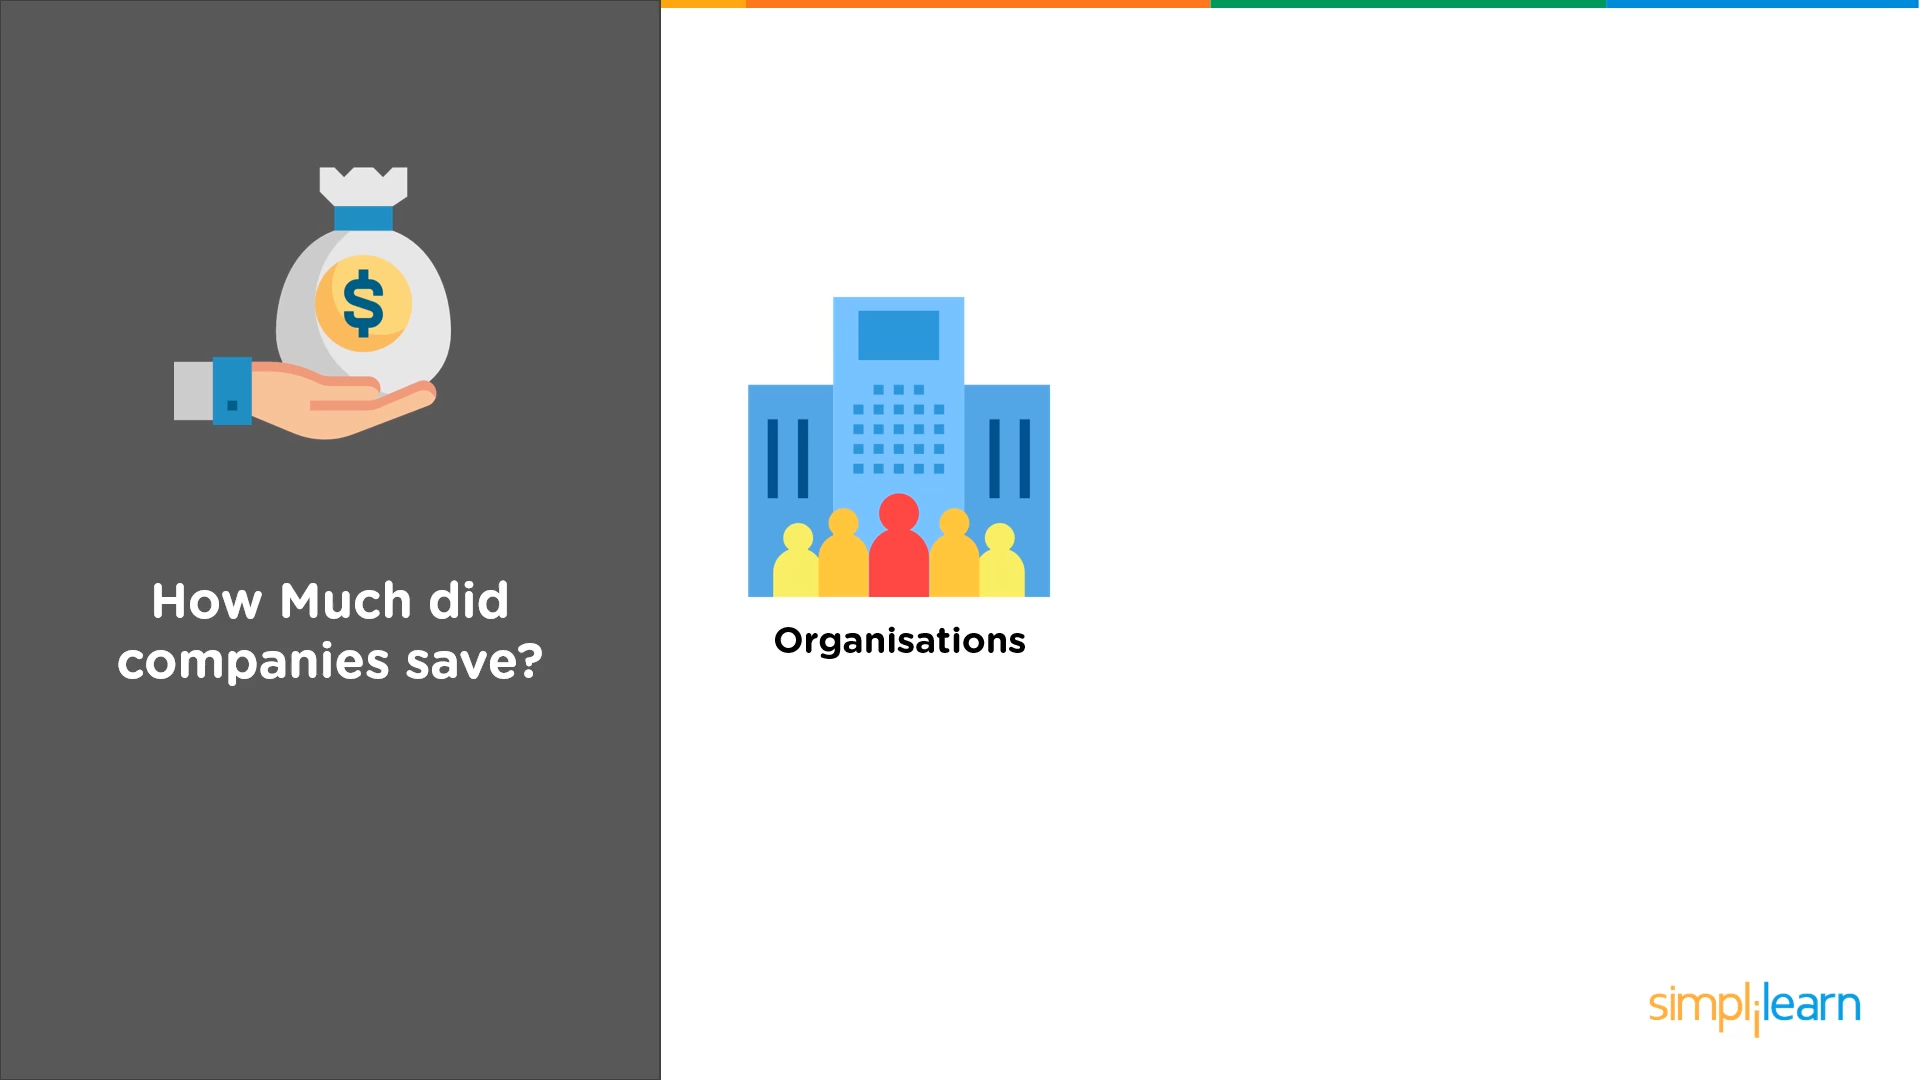 $
How Much did
companies save?
Organisations
simplilearn